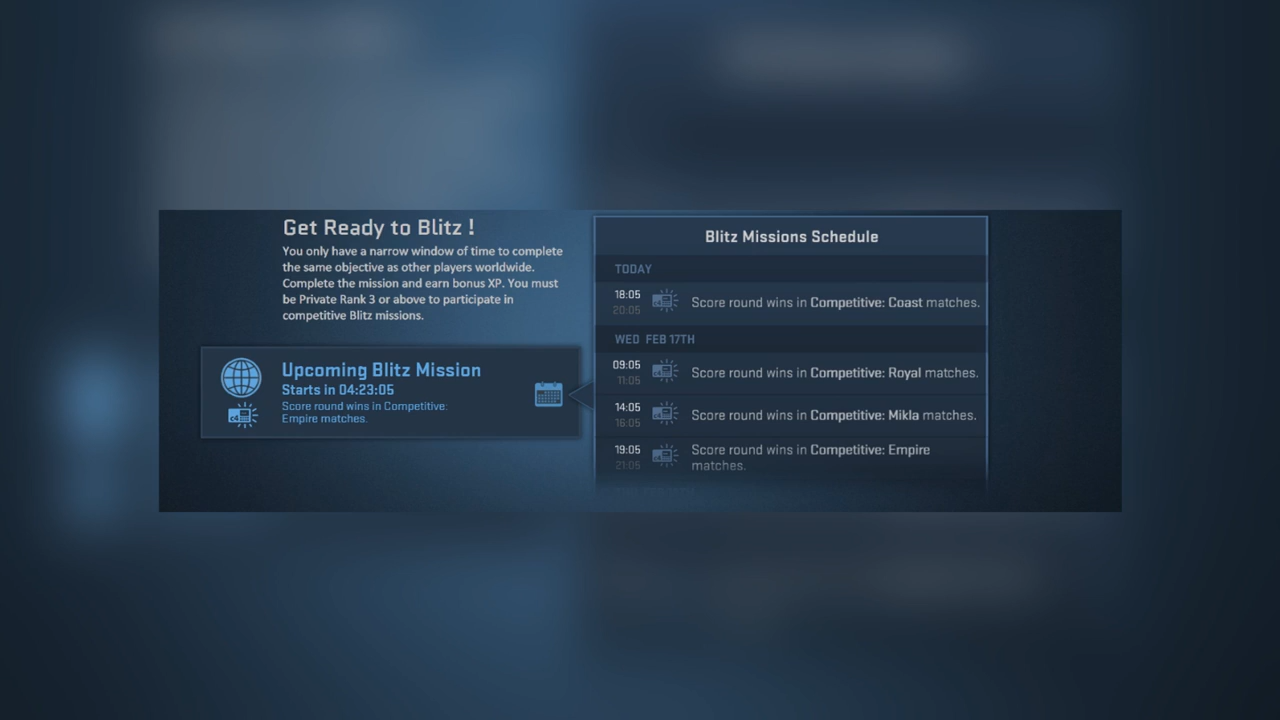 Get Ready to Blitz !
You only have a narrow window of time to complete
the same objective as other players worldwide.
Complete the mission and earn bonus XP. You must
be Private Rank 3 or above to participate in
competitive Blitz missions.
Upcoming Blitz Mission
Starts in 04:23:05
Score round wins in Competitive:
Empire matches.
c4
Blitz Missions Schedule
TODAY
18:05
20:05
Score round wins in Competitive: Coast matches.
WED FEB 17TH
09:05
11:05
Score round wins in Competitive: Royal matches.
14:05
16:05
Score round wins in Competitive: Mikla matches.
19:05
21:05
Score round wins in Competitive: Empire
matches.